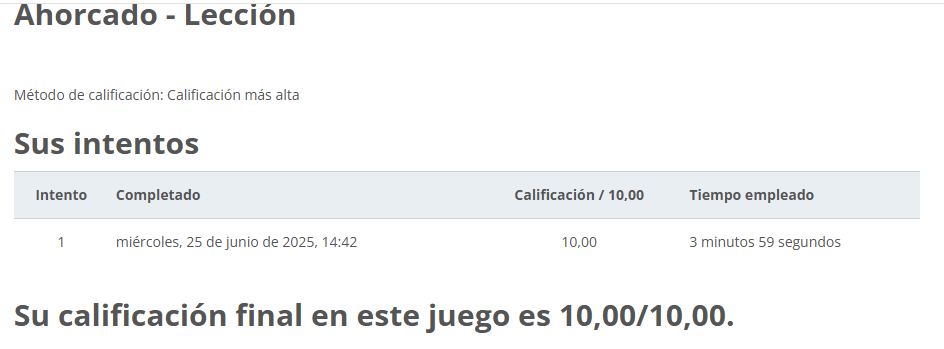 Ahorcado - Lección
Método de calificación: Calificación más alta
Sus intentos
Intento Completado Calificación / 10,00 Tiempo empleado
1 miércoles, 25 de junio de 2025, 14:42 10,00 3 minutos 59 segundos
Su calificación final en este juego es 10,00/10,00.